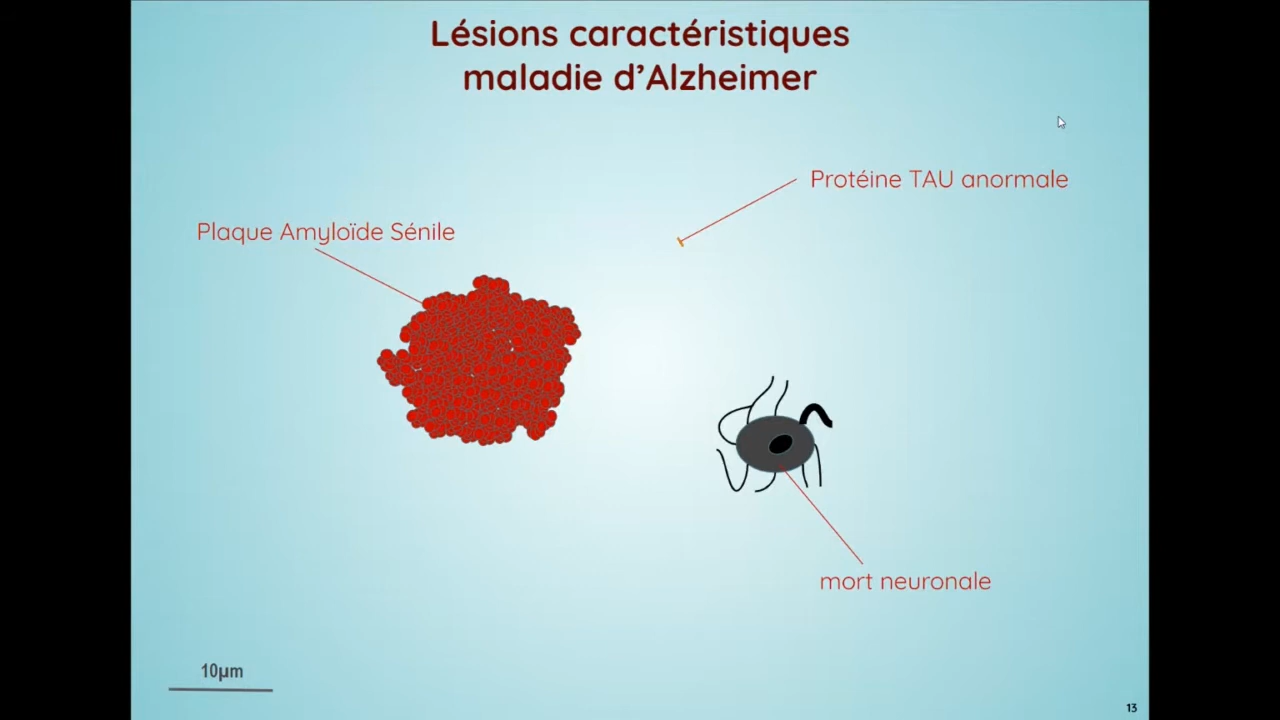 Lésions caractéristiques
maladie d’Alzheimer
Protéine TAU anormale
Plaque Amyloïde Sénile
mort neuronale
10µm
13